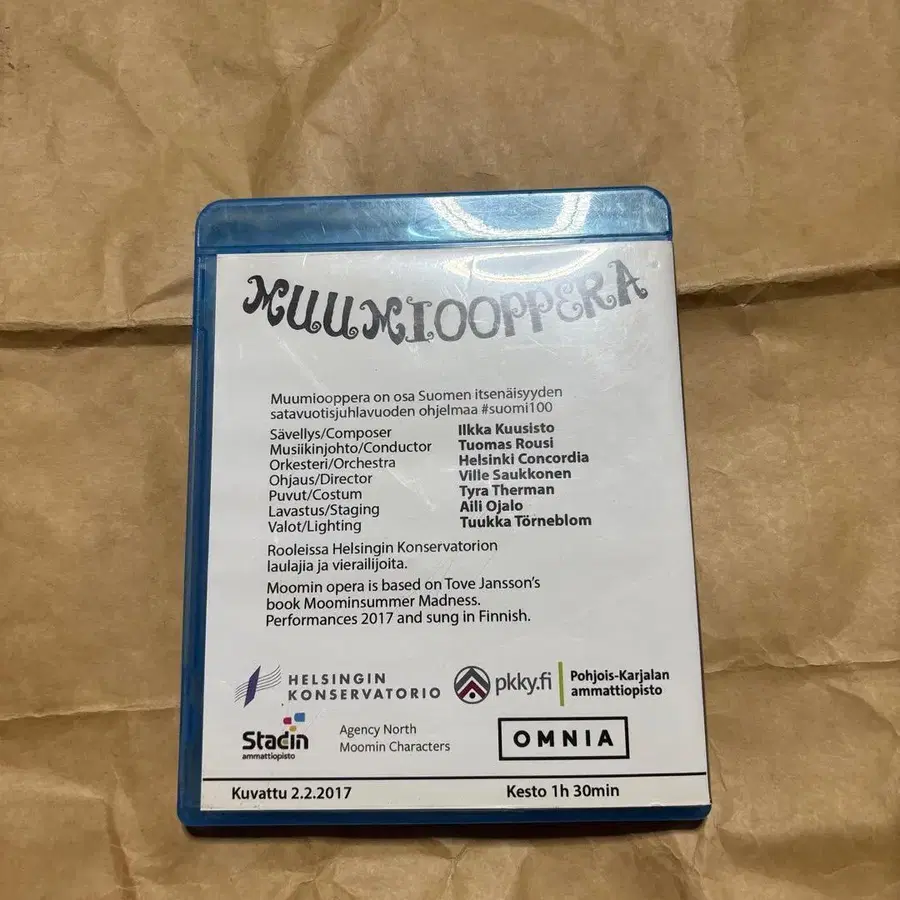 MUUMIOOPPERA
Muumiooppera on osa Suomen itsenäisyyden
satavuotisjuhlavuoden ohjelmaa #suomi100
Sävellys/Composer Ilkka Kuusisto
Musiikinjohto/Conductor Tuomas Rousi
Orkesteri/Orchestra Helsinki Concordia
Ohjaus/Director Ville Saukkonen
Puvut/Costum Tyra Therman
Lavastus/Staging Aili Ojalo
Valot/Lighting Tuukka Törneblom
Rooleissa Helsingin Konservatorion
laulajia ja vierailijoita.
Moomin opera is based on Tove Jansson's
book Moominsummer Madness.
Performances 2017 and sung in Finnish.
HELSINGIN
KONSERVATORIO
pkky.fi
Pohjois-Karjalan
ammattiopisto
Stadin
ammattiopisto
Agency North
Moomin Characters
OMNIA
Kuvattu 2.2.2017 Kesto 1h 30min